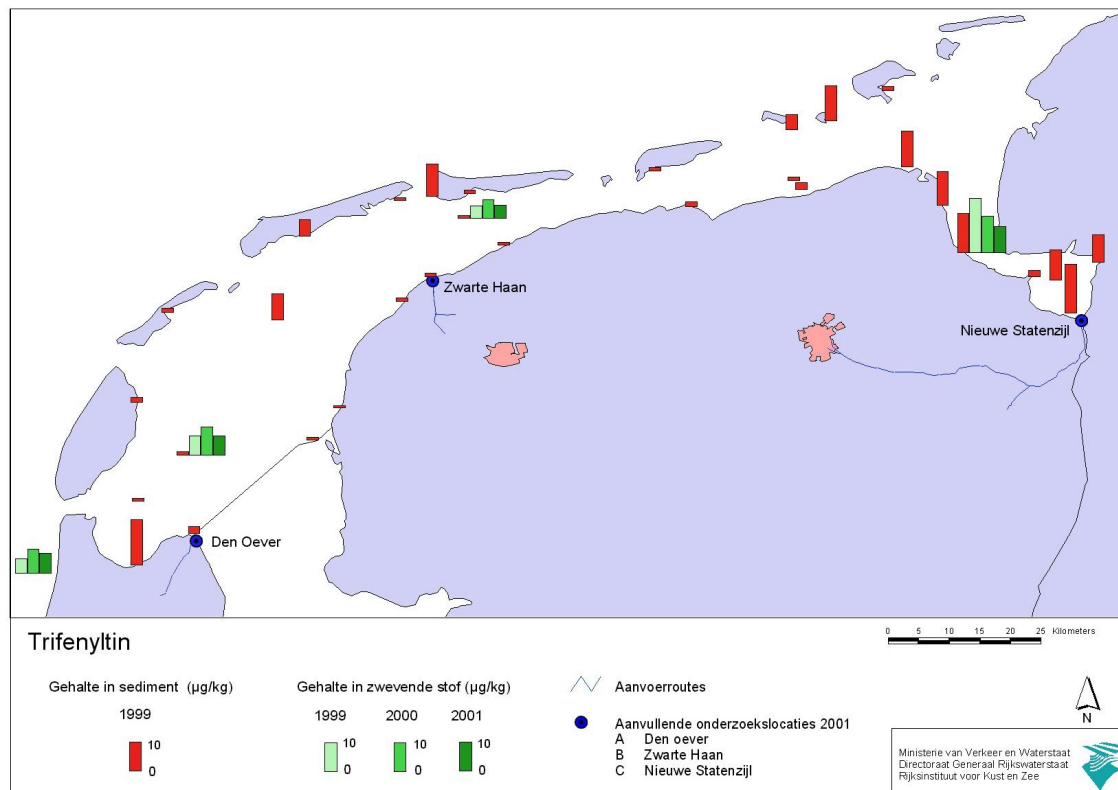 Zwarte Haan
Nieuwe Statenzijl
Den Oever
Trifenyltin
0 5 10 15 20 25 Kilometers
Gehalte in sediment (µg/kg)
1999
10
0
Gehalte in zwevende stof (µg/kg)
1999 2000 2001
10 10 10
0 0 0
Aanvoerroutes
Aanvullende onderzoekslocaties 2001
A Den oever
B Zwarte Haan
C Nieuwe Statenzijl
N
Ministerie van Verkeer en Waterstaat
Directoraat Generaal Rijkswaterstaat
Rijksinstituut voor Kust en Zee